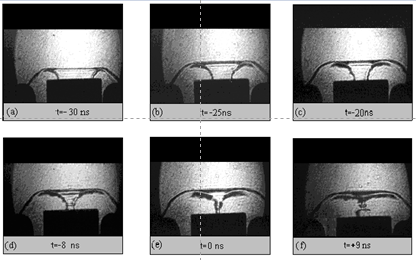 (a) t=-30 ns
(b) t=-25ns
(c) t=-20ns
(d) t=-8 ns
(e) t=0 ns
(f) t=+9 ns